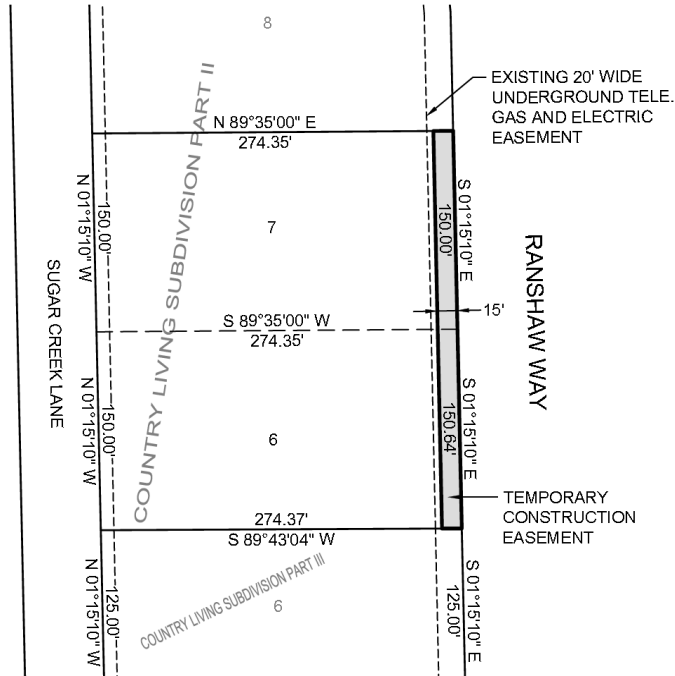 8
EXISTING 20' WIDE
UNDERGROUND TELE.
GAS AND ELECTRIC
EASEMENT
N 89°35'00" E
274.35'
COUNTRY LIVING SUBDIVISION PART II
N 01°15'10" W
150.00'
7
150.00'
S 01°15'10" E
RANSHAW WAY
SUGAR CREEK LANE
15'
S 89°35'00" W
274.35'
N 01°15'10" W
150.00'
6
150.64'
S 01°15'10" E
TEMPORARY
CONSTRUCTION
EASEMENT
274.37'
S 89°43'04" W
COUNTRY LIVING SUBDIVISION PART III
6
N 01°15'10" W
125.00'
125.00'
S 01°15'10" E